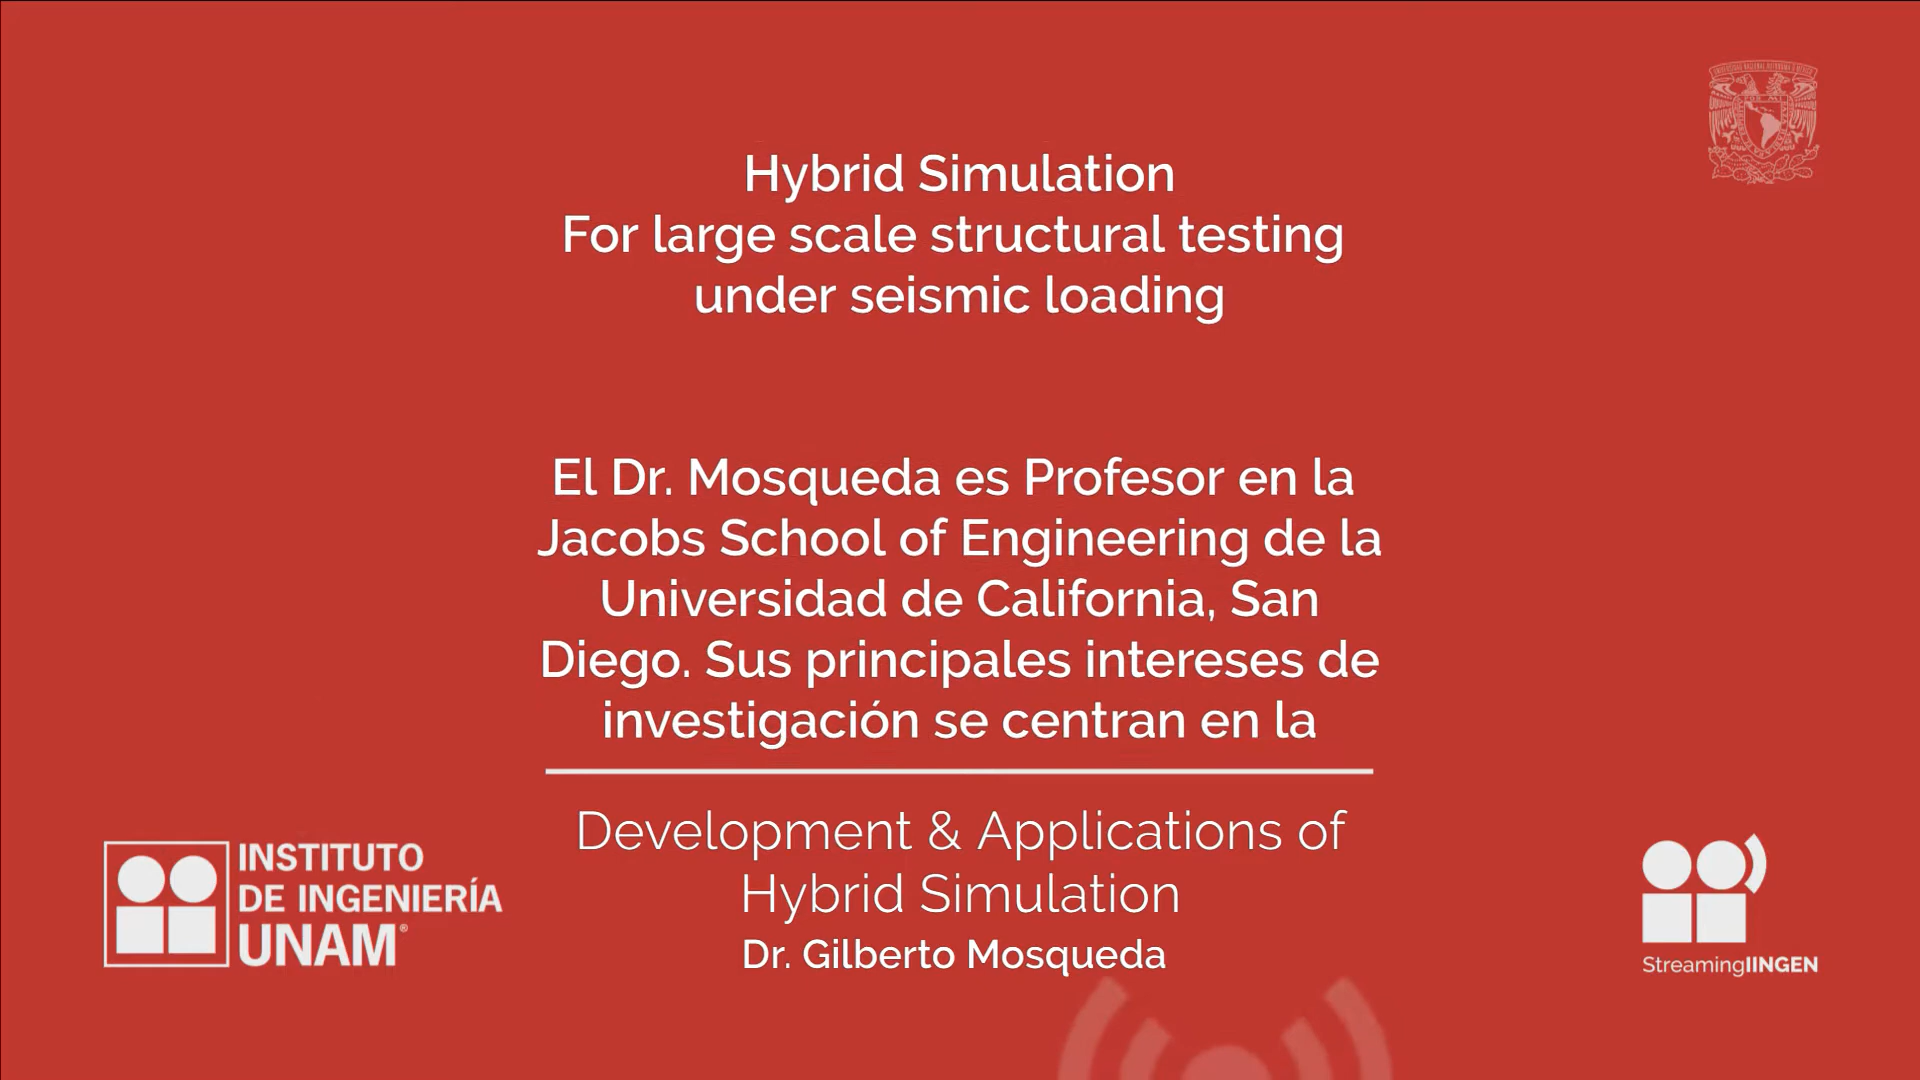 Hybrid Simulation
For large scale structural testing
under seismic loading
El Dr. Mosqueda es Profesor en la
Jacobs School of Engineering de la
Universidad de California, San
Diego. Sus principales intereses de
investigación se centran en la
Development & Applications of
Hybrid Simulation
Dr. Gilberto Mosqueda
INSTITUTO
DE INGENIERÍA
UNAM®
StreamingIINGEN